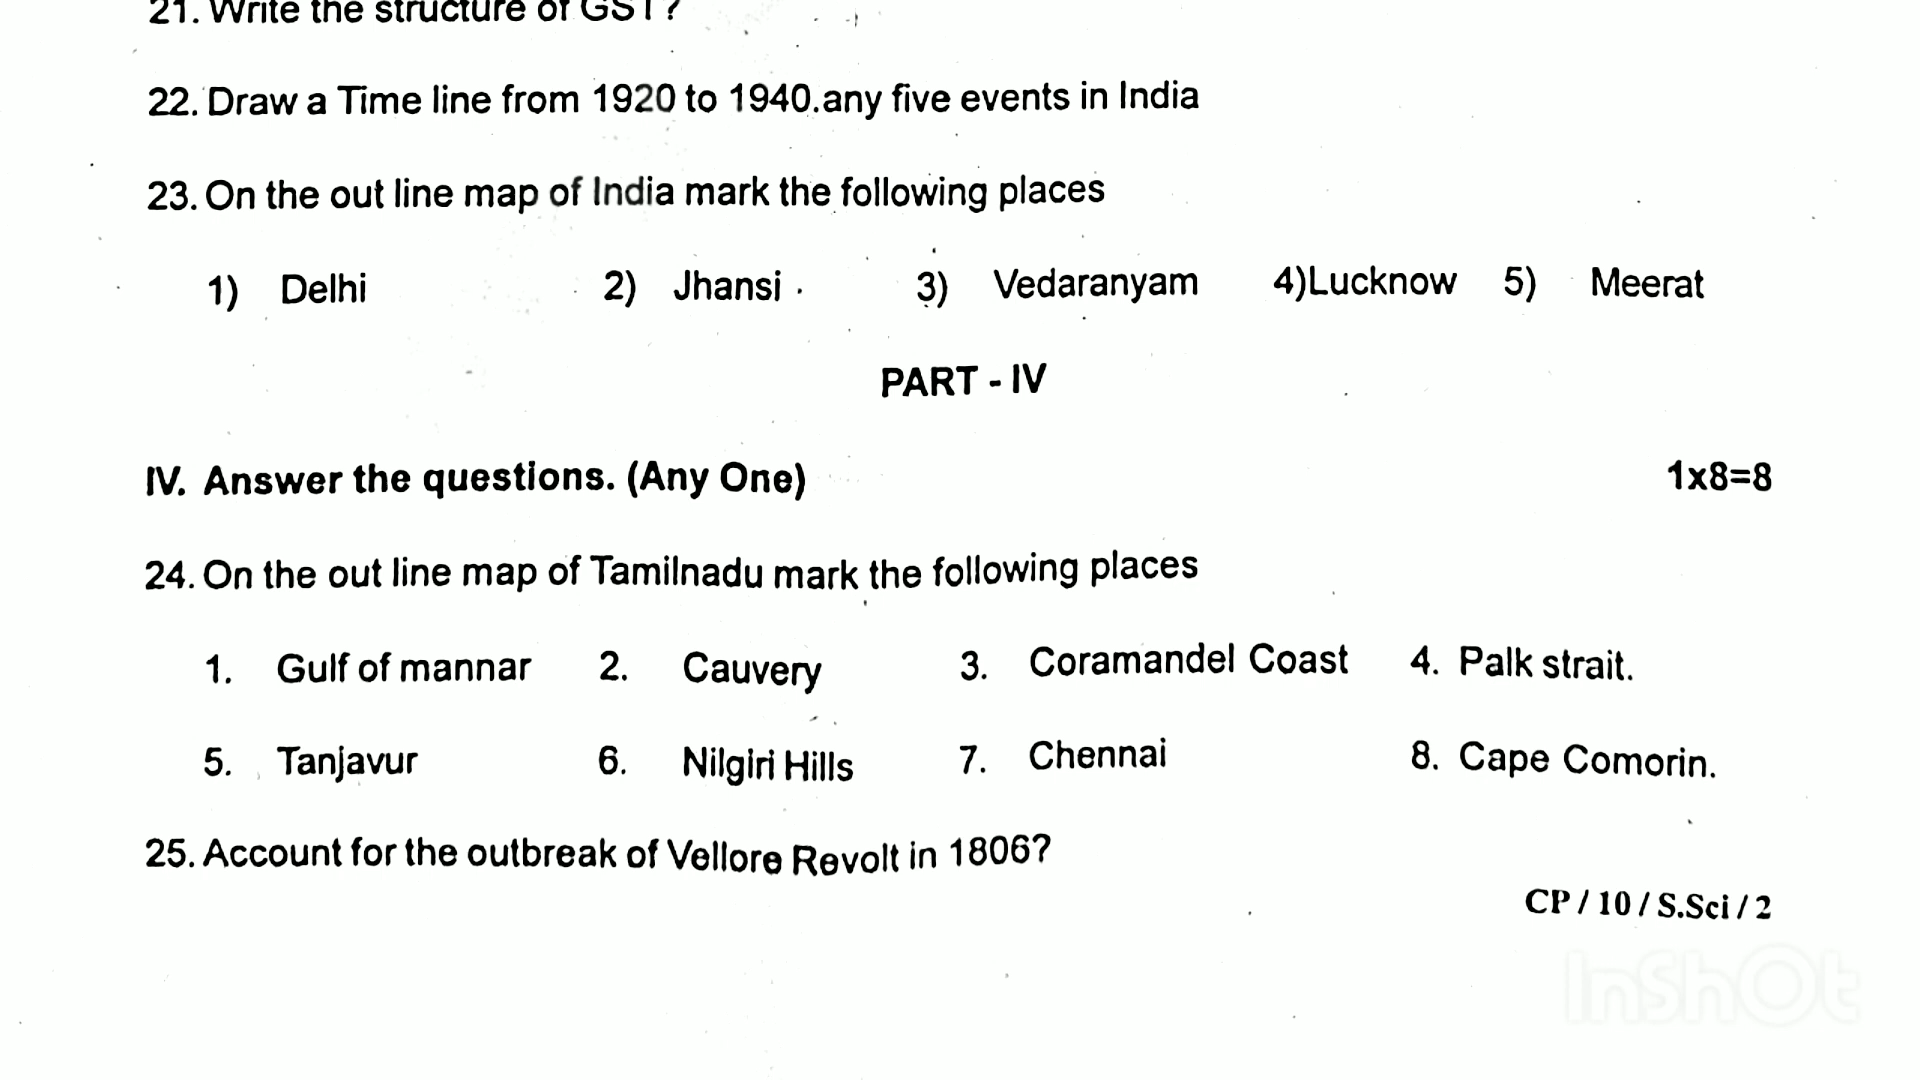 21. Write the structure of GST?
22. Draw a Time line from 1920 to 1940.any five events in India
23. On the out line map of India mark the following places
1) Delhi 2) Jhansi 3) Vedaranyam 4)Lucknow 5) Meerat
PART - IV
IV. Answer the questions. (Any One) 1x8=8
24. On the out line map of Tamilnadu mark the following places
1. Gulf of mannar 2. Cauvery 3. Coramandel Coast 4. Palk strait.
5. Tanjavur 6. Nilgiri Hills 7. Chennai 8. Cape Comorin.
25. Account for the outbreak of Vellore Revolt in 1806?
CP / 10 / S.Sci / 2
InShOt